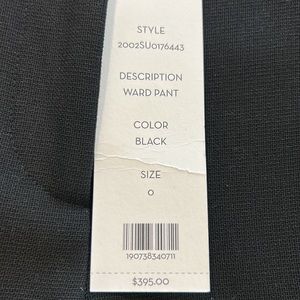 STYLE
2002SU0176443
DESCRIPTION
WARD PANT
COLOR
BLACK
SIZE
0
190738340711
$395.00